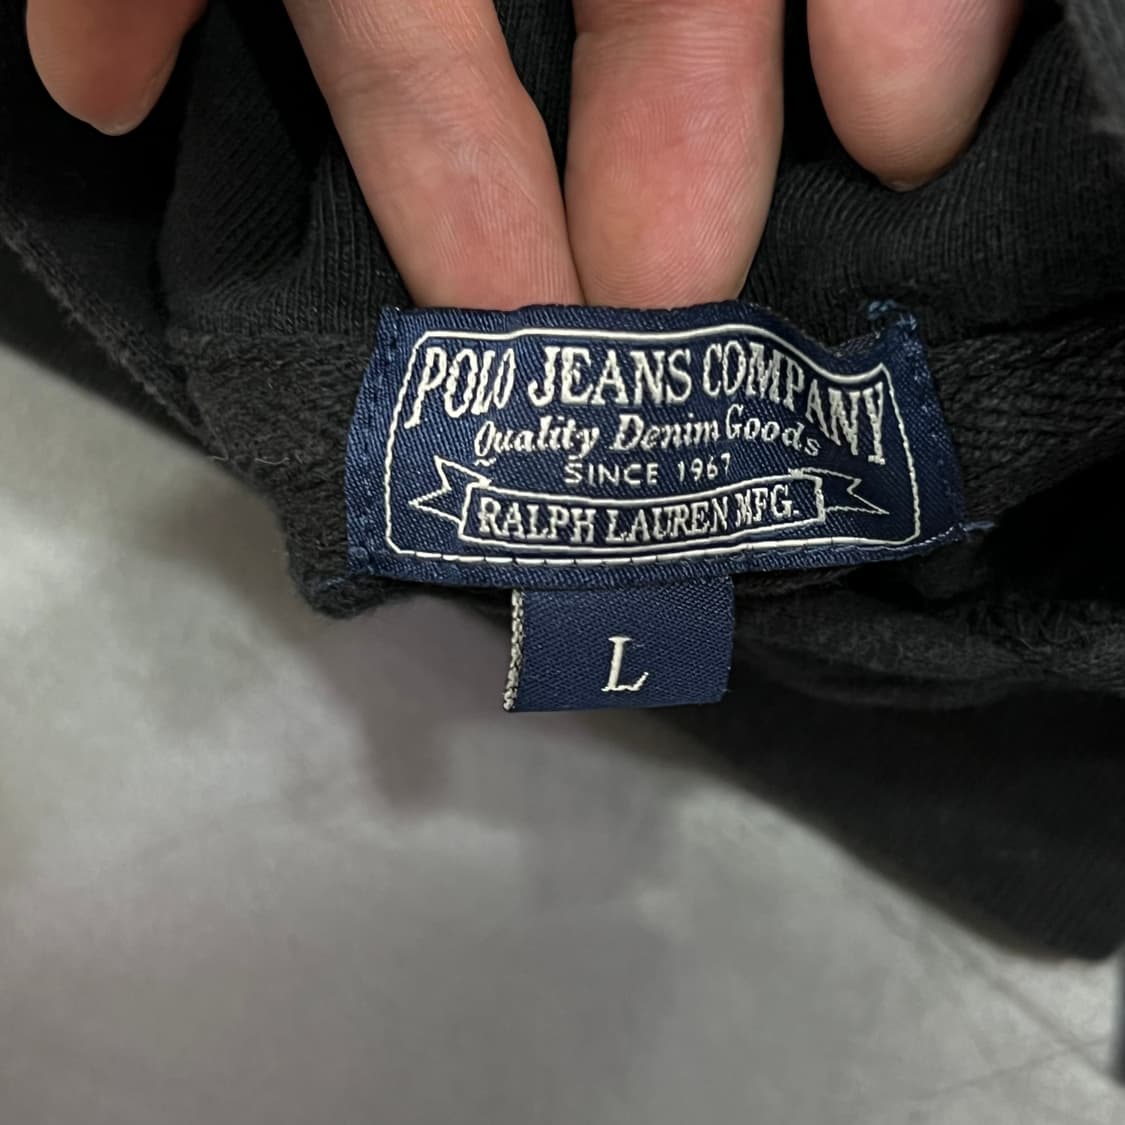 POLO JEANS COMPANY
Quality Denim Goods
SINCE 1967
RALPH LAUREN MFG.
L